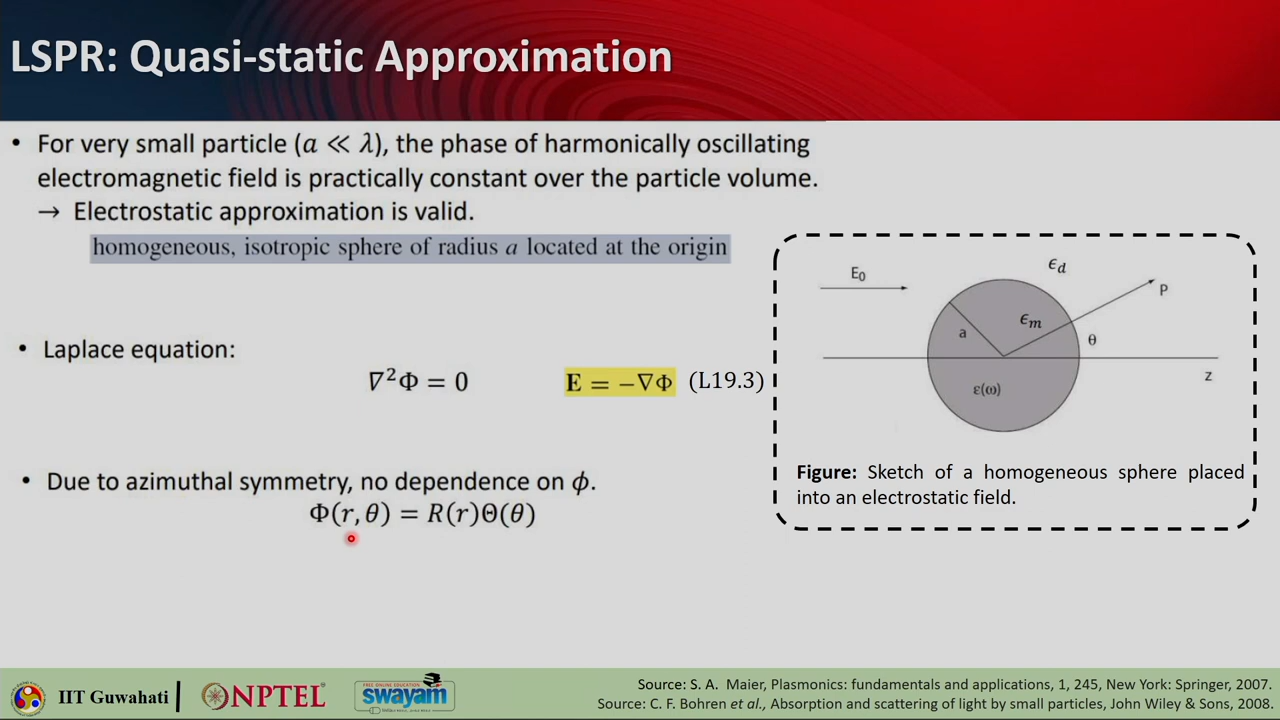 LSPR: Quasi-static Approximation
• For very small particle (a ≪ λ), the phase of harmonically oscillating
electromagnetic field is practically constant over the particle volume.
→ Electrostatic approximation is valid.
homogeneous, isotropic sphere of radius a located at the origin
• Laplace equation:
∇²Φ = 0 E = −∇Φ (L19.3)
• Due to azimuthal symmetry, no dependence on ϕ.
Φ(r, θ) = R(r)Θ(θ)
E₀
ϵd
P
ϵm
a
θ
z
ε(ω)
Figure: Sketch of a homogeneous sphere placed
into an electrostatic field.
IIT Guwahati
NPTEL
FREE ONLINE EDUCATION
swayam
Source: S. A. Maier, Plasmonics: fundamentals and applications, 1, 245, New York: Springer, 2007.
Source: C. F. Bohren et al., Absorption and scattering of light by small particles, John Wiley & Sons, 2008.